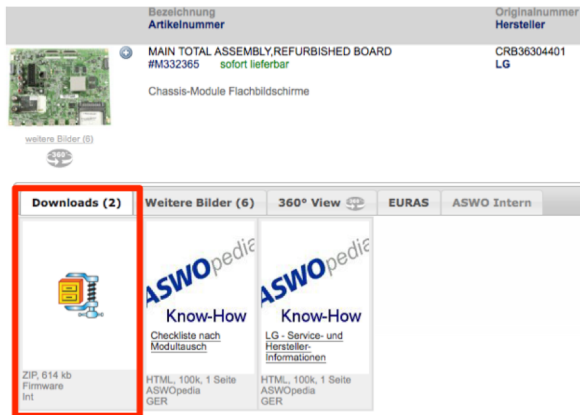 Bezeichnung
Artikelnummer
Originalnummer
Hersteller
MAIN TOTAL ASSEMBLY,REFURBISHED BOARD
#M332365 sofort lieferbar
CRB36304401
LG
Chassis-Module Flachbildschirme
weitere Bilder (6)
360°
Downloads (2)
Weitere Bilder (6)
360° View
EURAS
ASWO Intern
ZIP, 614 kb
Firmware
Int
ASWOpedia
Know-How
Checkliste nach
Modultausch
HTML, 100k, 1 Seite
ASWOpedia
GER
ASWOpedia
Know-How
LG - Service- und
Hersteller-
Informationen
HTML, 100k, 1 Seite
ASWOpedia
GER